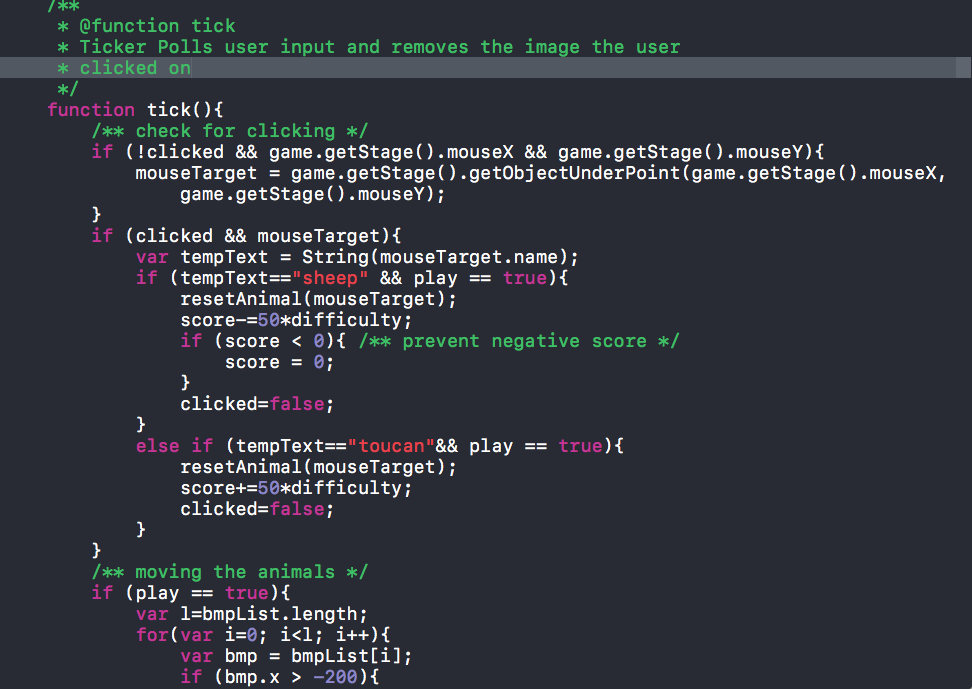 /**
 * @function tick
 * Ticker Polls user input and removes the image the user
 * clicked on
 */
function tick(){
    /** check for clicking */
    if (!clicked && game.getStage().mouseX && game.getStage().mouseY){
        mouseTarget = game.getStage().getObjectUnderPoint(game.getStage().mouseX,
            game.getStage().mouseY);
    }
    if (clicked && mouseTarget){
        var tempText = String(mouseTarget.name);
        if (tempText=="sheep" && play == true){
            resetAnimal(mouseTarget);
            score-=50*difficulty;
            if (score < 0){ /** prevent negative score */
                score = 0;
            }
            clicked=false;
        }
        else if (tempText=="toucan"&& play == true){
            resetAnimal(mouseTarget);
            score+=50*difficulty;
            clicked=false;
        }
    }
    /** moving the animals */
    if (play == true){
        var l=bmpList.length;
        for(var i=0; i<l; i++){
            var bmp = bmpList[i];
            if (bmp.x > -200){